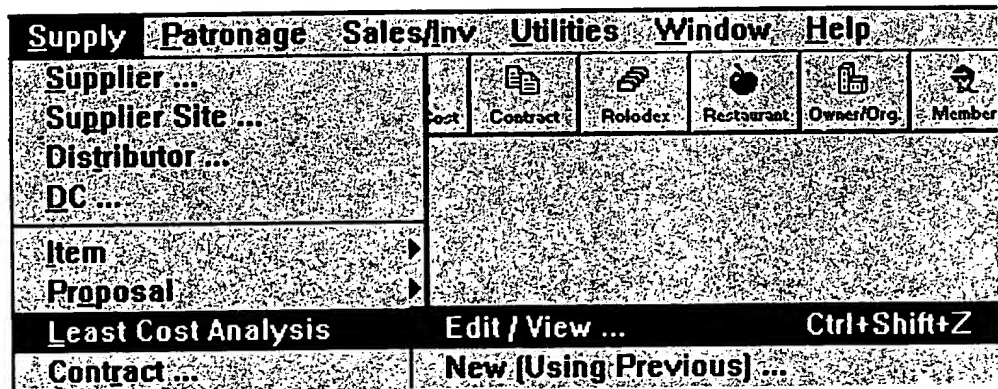 Supply Patronage Sales/Inv Utilities Window Help
Supplier ...
Supplier Site ...
Distributor ...
DC ...
Cost Contract Rolodex Restaurant Owner/Org. Member
Item
Proposal
Least Cost Analysis Edit / View ... Ctrl+Shift+Z
Contract ... New (Using Previous) ...